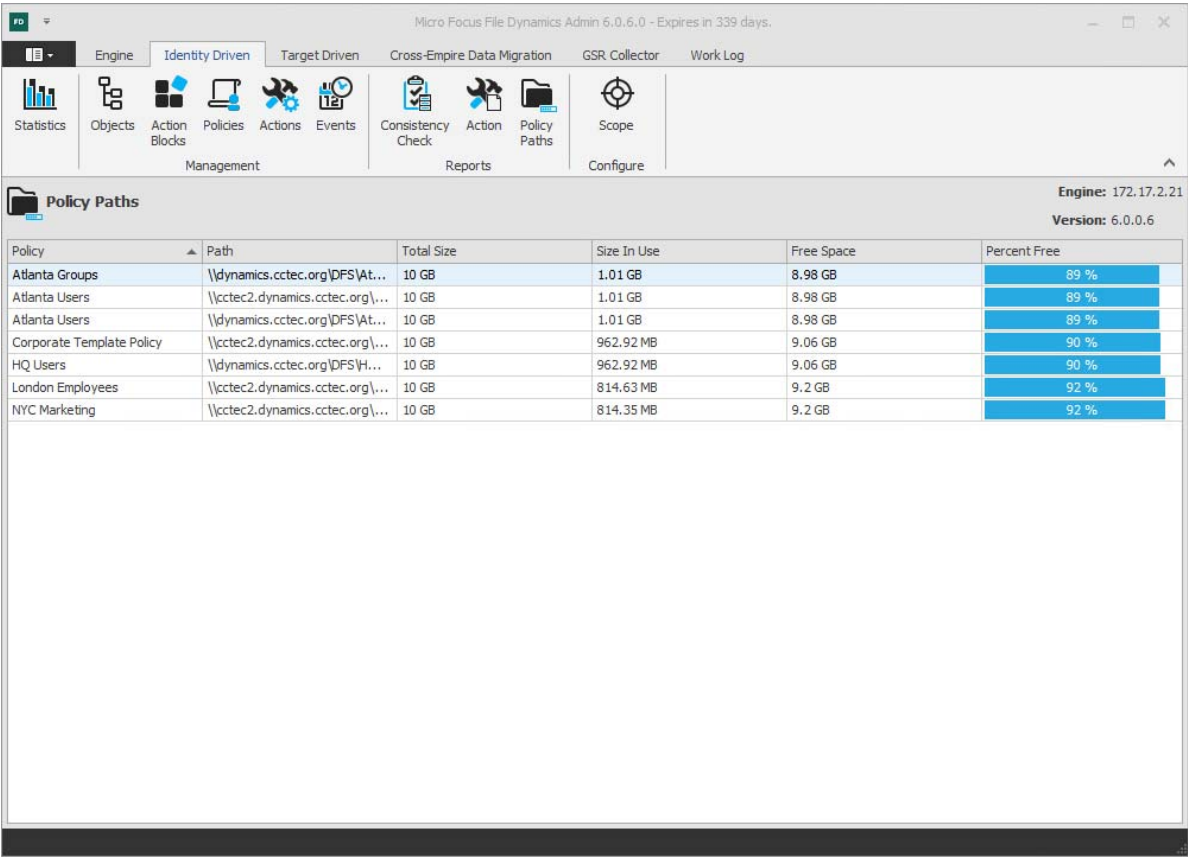 FD
Micro Focus File Dynamics Admin 6.0.6.0 - Expires in 339 days.
Engine Identity Driven Target Driven Cross-Empire Data Migration GSR Collector Work Log
Statistics Objects Action Blocks Policies Actions Events Consistency Check Action Policy Paths Scope
12
Management Reports Configure
Policy Paths
Engine: 172.17.2.21
Version: 6.0.0.6
Policy Path Total Size Size In Use Free Space Percent Free
Atlanta Groups \\dynamics.cctec.org\DFS\At... 10 GB 1.01 GB 8.98 GB 89 %
Atlanta Users \\cctec2.dynamics.cctec.org\... 10 GB 1.01 GB 8.98 GB 89 %
Atlanta Users \\dynamics.cctec.org\DFS\At... 10 GB 1.01 GB 8.98 GB 89 %
Corporate Template Policy \\cctec2.dynamics.cctec.org\... 10 GB 962.92 MB 9.06 GB 90 %
HQ Users \\dynamics.cctec.org\DFS\H... 10 GB 962.92 MB 9.06 GB 90 %
London Employees \\cctec2.dynamics.cctec.org\... 10 GB 814.63 MB 9.2 GB 92 %
NYC Marketing \\cctec2.dynamics.cctec.org\... 10 GB 814.35 MB 9.2 GB 92 %